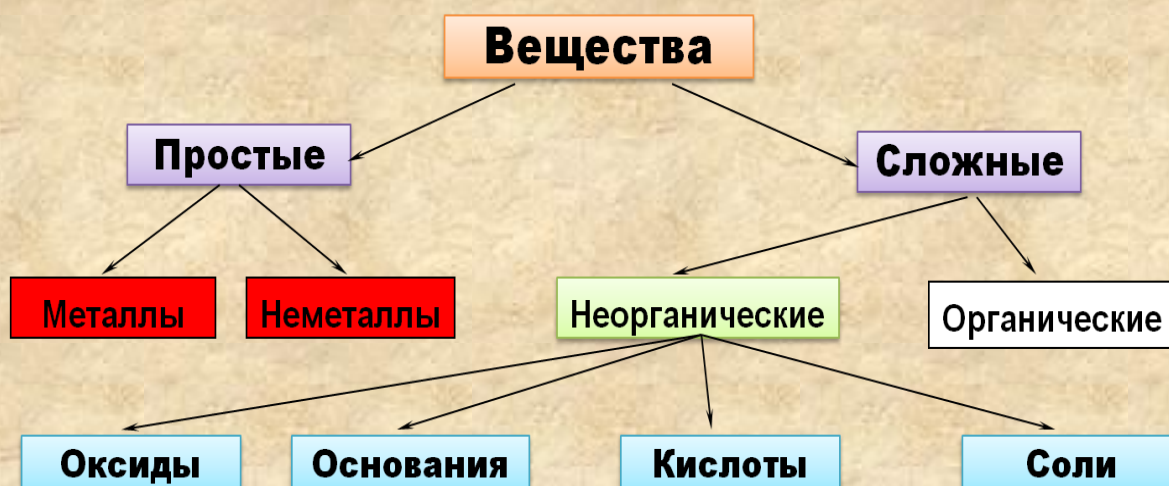 Вещества
Простые
Сложные
Металлы
Неметаллы
Неорганические
Органические
Оксиды
Основания
Кислоты
Соли